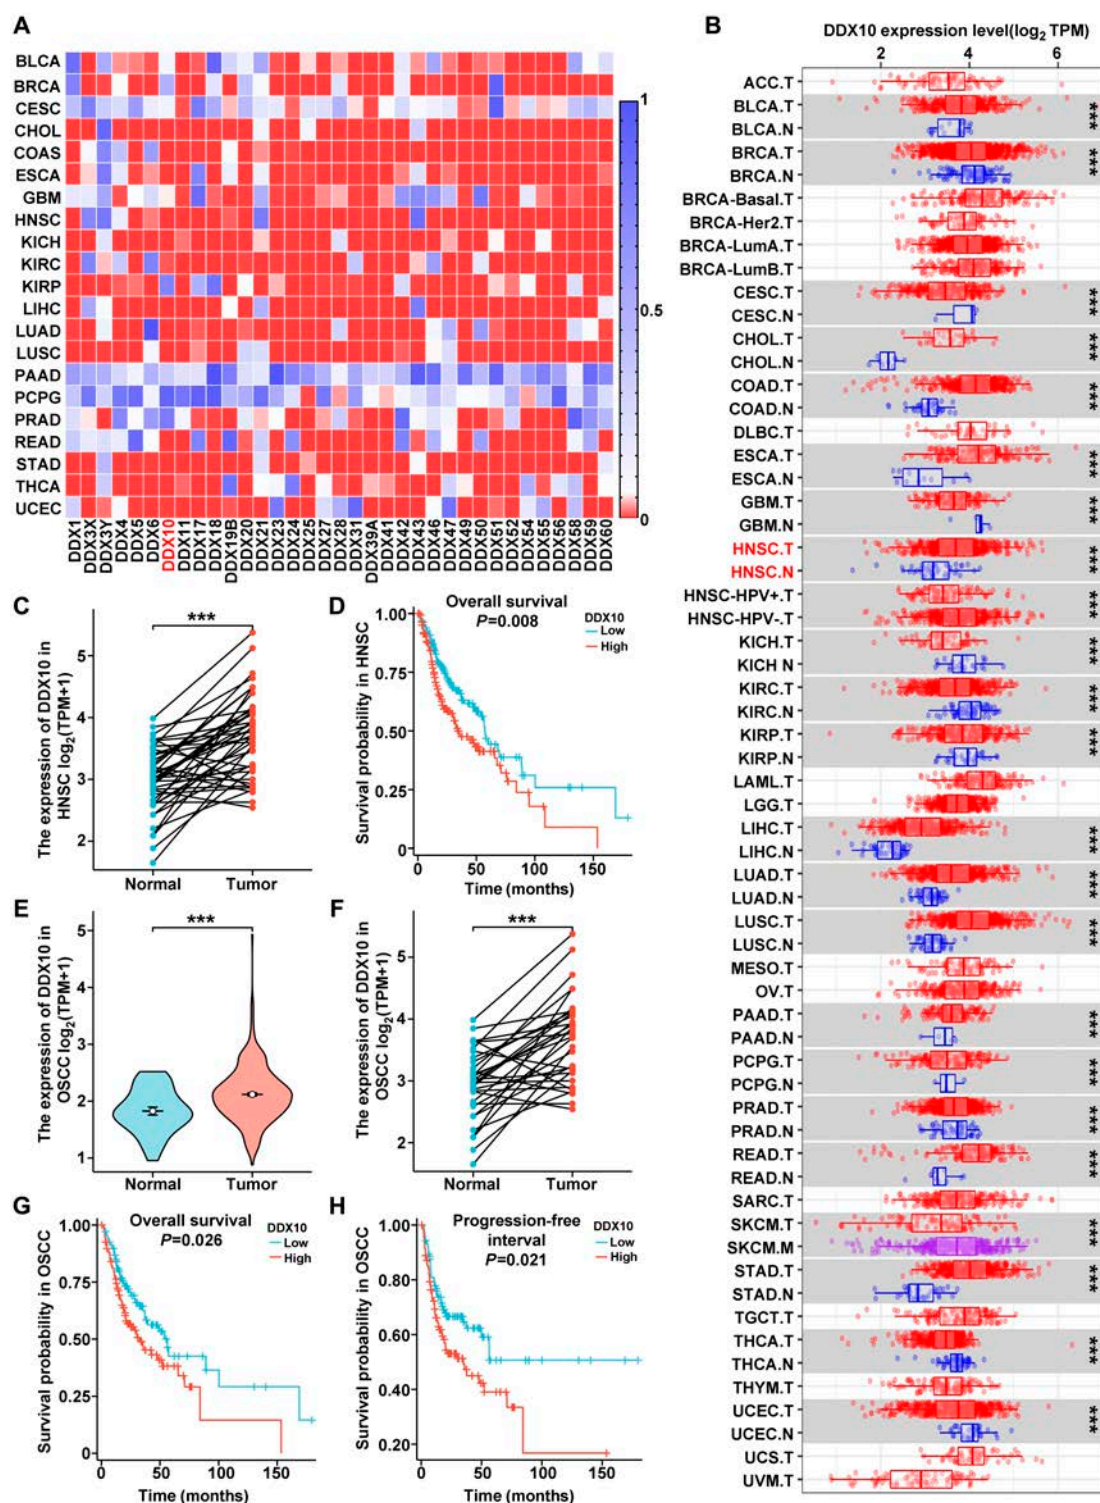 A
BLCA
BRCA
CESC
CHOL
COAS
ESCA
GBM
HNSC
KICH
KIRC
KIRP
LIHC
LUAD
LUSC
PAAD
PCPG
PRAD
READ
STAD
THCA
UCEC
DDX1
DDX3X
DDX3Y
DDX4
DDX5
DDX6
DDX10
DDX11
DDX17
DDX18
DDX19B
DDX20
DDX21
DDX23
DDX24
DDX25
DDX27
DDX28
DDX31
DDX39A
DDX41
DDX42
DDX43
DDX46
DDX47
DDX49
DDX50
DDX51
DDX52
DDX54
DDX55
DDX56
DDX58
DDX59
DDX60
1
0.5
0
B
DDX10 expression level(log2 TPM)
2 4 6
ACC.T
BLCA.T
BLCA.N
***
BRCA.T
BRCA.N
***
BRCA-Basal.T
BRCA-Her2.T
BRCA-LumA.T
BRCA-LumB.T
CESC.T
CESC.N
***
CHOL.T
CHOL.N
***
COAD.T
COAD.N
***
DLBC.T
ESCA.T
ESCA.N
***
GBM.T
GBM.N
***
HNSC.T
HNSC.N
***
HNSC-HPV+.T
HNSC-HPV-.T
***
KICH.T
KICH N
***
KIRC.T
KIRC.N
***
KIRP.T
KIRP.N
***
LAML.T
LGG.T
LIHC.T
LIHC.N
***
LUAD.T
LUAD.N
***
LUSC.T
LUSC.N
***
MESO.T
OV.T
PAAD.T
PAAD.N
***
PCPG.T
PCPG.N
***
PRAD.T
PRAD.N
***
READ.T
READ.N
***
SARC.T
SKCM.T
SKCM.M
***
STAD.T
STAD.N
***
TGCT.T
THCA.T
THCA.N
***
THYM.T
UCEC.T
UCEC.N
***
UCS.T
UVM.T
C
***
The expression of DDX10 in
HNSC log2(TPM+1)
5
4
3
2
Normal Tumor
D
Overall survival
P=0.008
DDX10
Low
High
Survival probability in HNSC
1.00
0.75
0.50
0.25
0
0 50 100 150
Time (months)
E
***
The expression of DDX10 in
OSCC log2(TPM+1)
5
3
2
1
Normal Tumor
F
***
The expression of DDX10 in
OSCC log2(TPM+1)
5
4
3
2
Normal Tumor
G
Overall survival
P=0.026
DDX10
Low
High
Survival probability in OSCC
1.00
0.75
0.50
0.25
0
0 50 100 150
Time (months)
H
Progression-free
interval
P=0.021
DDX10
Low
High
Survival probability in OSCC
1.00
0.80
0.60
0.40
0.20
0 50 100 150
Time (months)